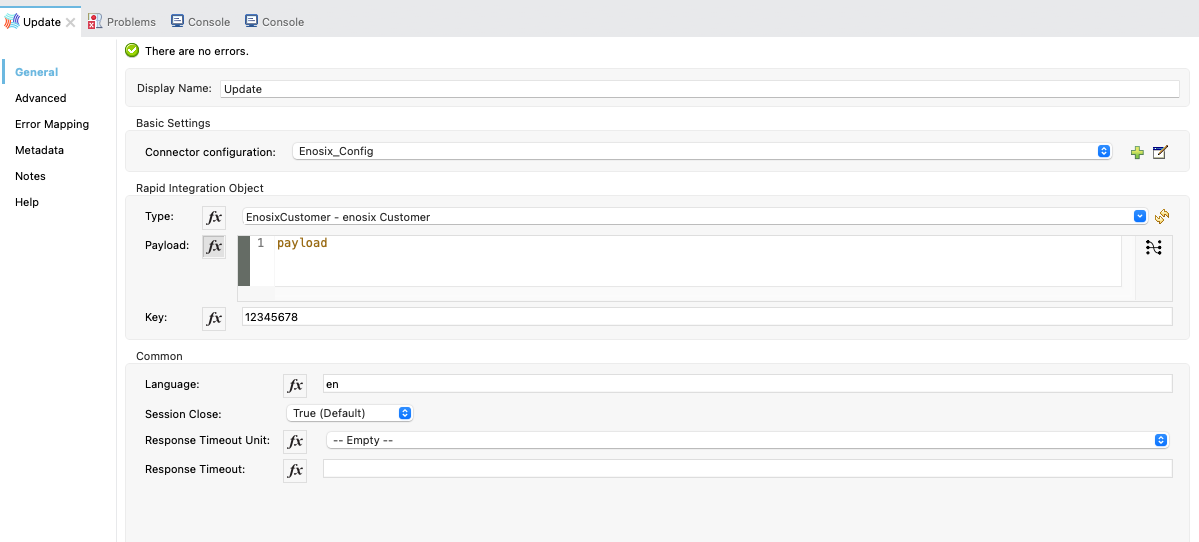 Update Problems Console Console
There are no errors.
General
Advanced
Error Mapping
Metadata
Notes
Help
Display Name: Update
Basic Settings
Connector configuration: Enosix_Config
Rapid Integration Object
Type: fx EnosixCustomer - enosix Customer
Payload: fx 1 payload
Key: fx 12345678
Common
Language: fx en
Session Close: True (Default)
Response Timeout Unit: fx -- Empty --
Response Timeout: fx